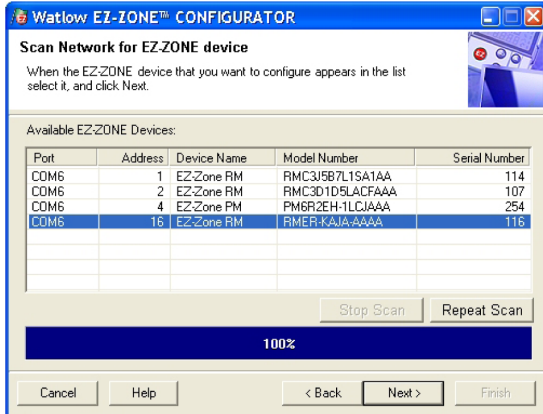 Watlow EZ-ZONE™ CONFIGURATOR
Scan Network for EZ-ZONE device
When the EZ-ZONE device that you want to configure appears in the list
select it, and click Next.
Available EZ-ZONE Devices:
Port Address Device Name Model Number Serial Number
COM6 1 EZ-Zone RM RMC3J5B7L1SA1AA 114
COM6 2 EZ-Zone RM RMC3D1D5LACFAAA 107
COM6 4 EZ-Zone PM PM6R2EH-1LCJAAA 254
COM6 16 EZ-Zone RM RMER-KAJA-AAAA 116
Stop Scan Repeat Scan
100%
Cancel Help < Back Next > Finish